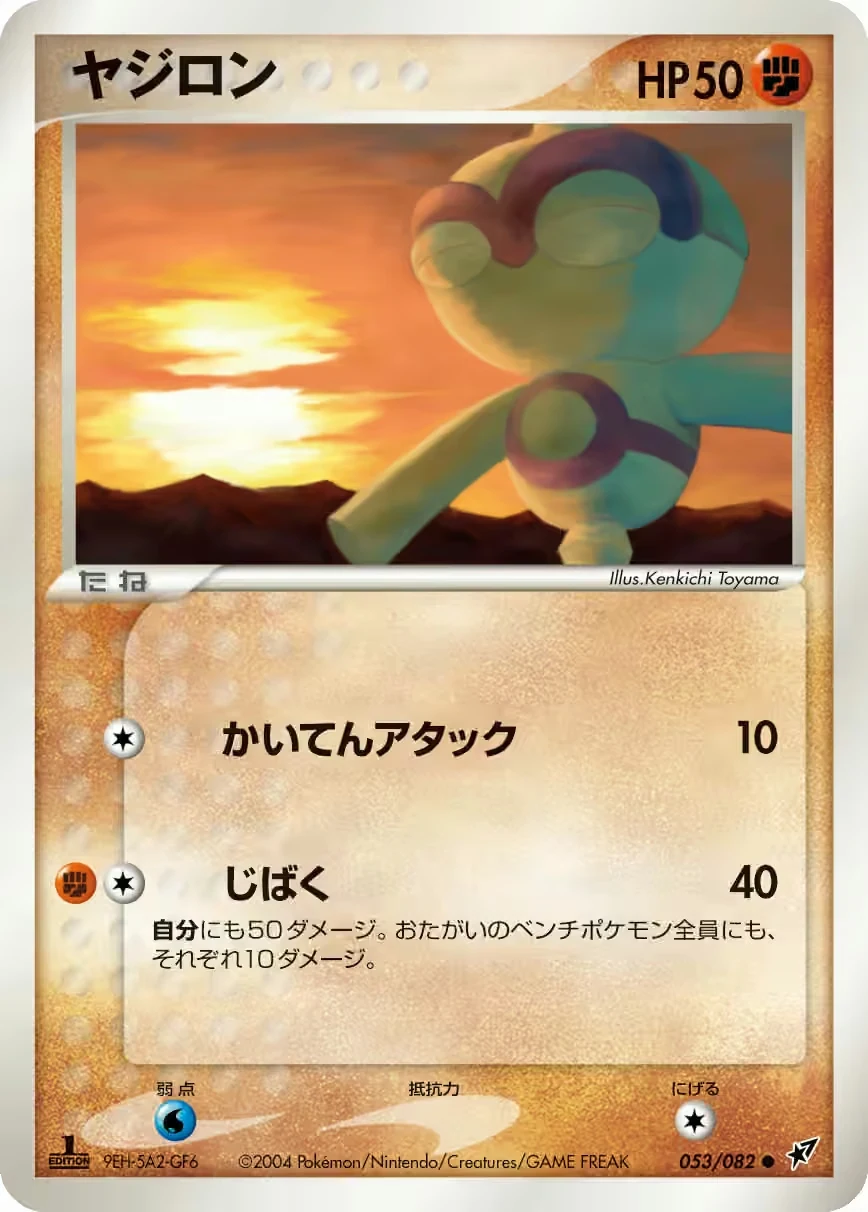 ヤジロン HP50
たね
Illus.Kenkichi Toyama
かいてんアタック 10
じばく 40
自分にも50ダメージ。おたがいのベンチポケモン全員にも、
それぞれ10ダメージ。
弱点 抵抗力 にげる
1 EDITION 9EH-5A2-GF6 ©2004 Pokémon/Nintendo/Creatures/GAME FREAK 053/082